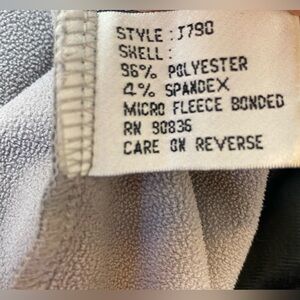 STYLE : J790
SHELL :
96% POLYESTER
4% SPANDEX
MICRO FLEECE BONDED
RN 90836
CARE ON REVERSE